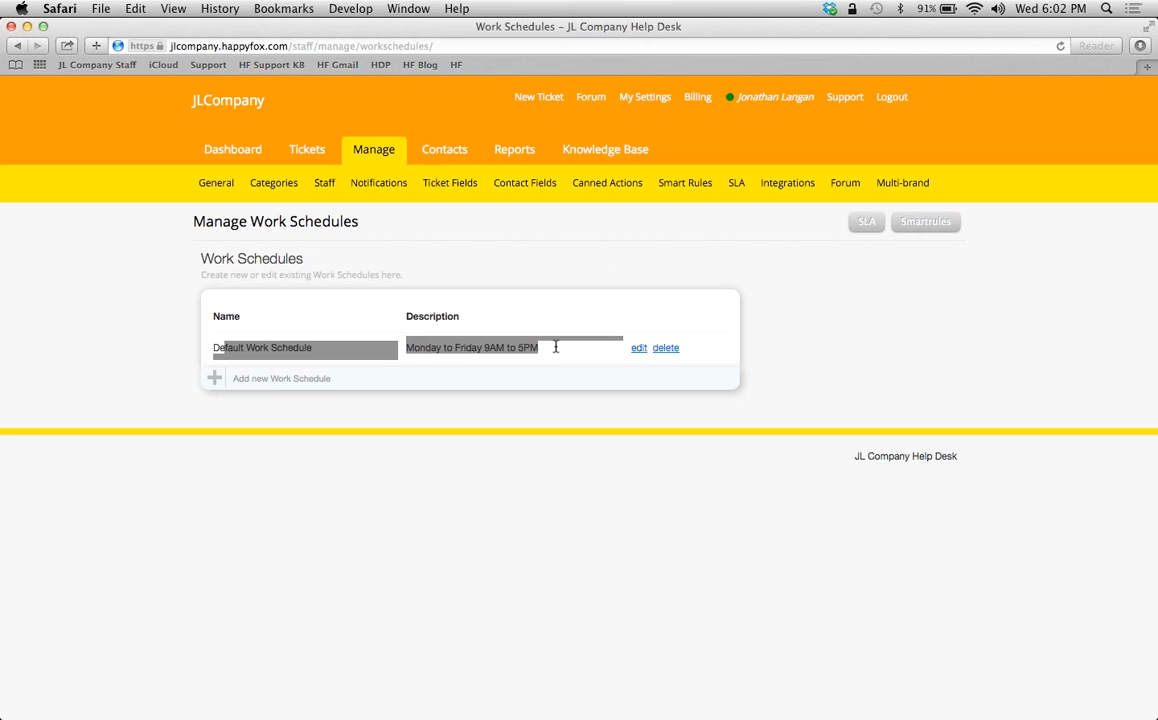 Safari File Edit View History Bookmarks Develop Window Help 91% Wed 6:02 PM
Work Schedules – JL Company Help Desk
https jlcompany.happyfox.com/staff/manage/workschedules/ Reader
JL Company Staff iCloud Support HF Support KB HF Gmail HDP HF Blog HF
JLCompany New Ticket Forum My Settings Billing Jonathan Langan Support Logout
Dashboard Tickets Manage Contacts Reports Knowledge Base
General Categories Staff Notifications Ticket Fields Contact Fields Canned Actions Smart Rules SLA Integrations Forum Multi-brand
Manage Work Schedules SLA Smartrules
Work Schedules
Create new or edit existing Work Schedules here.
Name Description
Default Work Schedule Monday to Friday 9AM to 5PM edit delete
Add new Work Schedule
JL Company Help Desk